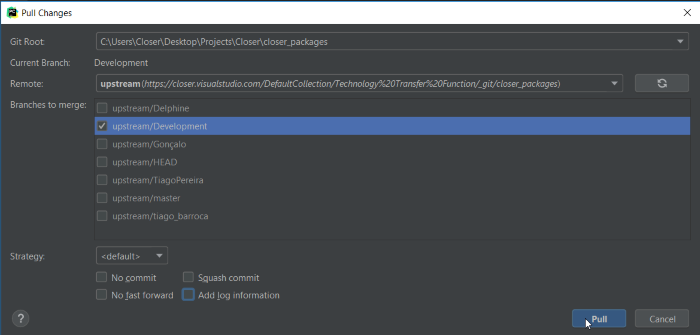 Pull Changes
Git Root: C:\Users\Closer\Desktop\Projects\Closer\closer_packages
Current Branch: Development
Remote: upstream(https://closer.visualstudio.com/DefaultCollection/Technology%20Transfer%20Function/_git/closer_packages)
Branches to merge: upstream/Delphine
upstream/Development
upstream/Gonçalo
upstream/HEAD
upstream/TiagoPereira
upstream/master
upstream/tiago_barroca
Strategy: <default>
No commit Squash commit
No fast forward Add log information
? Pull Cancel